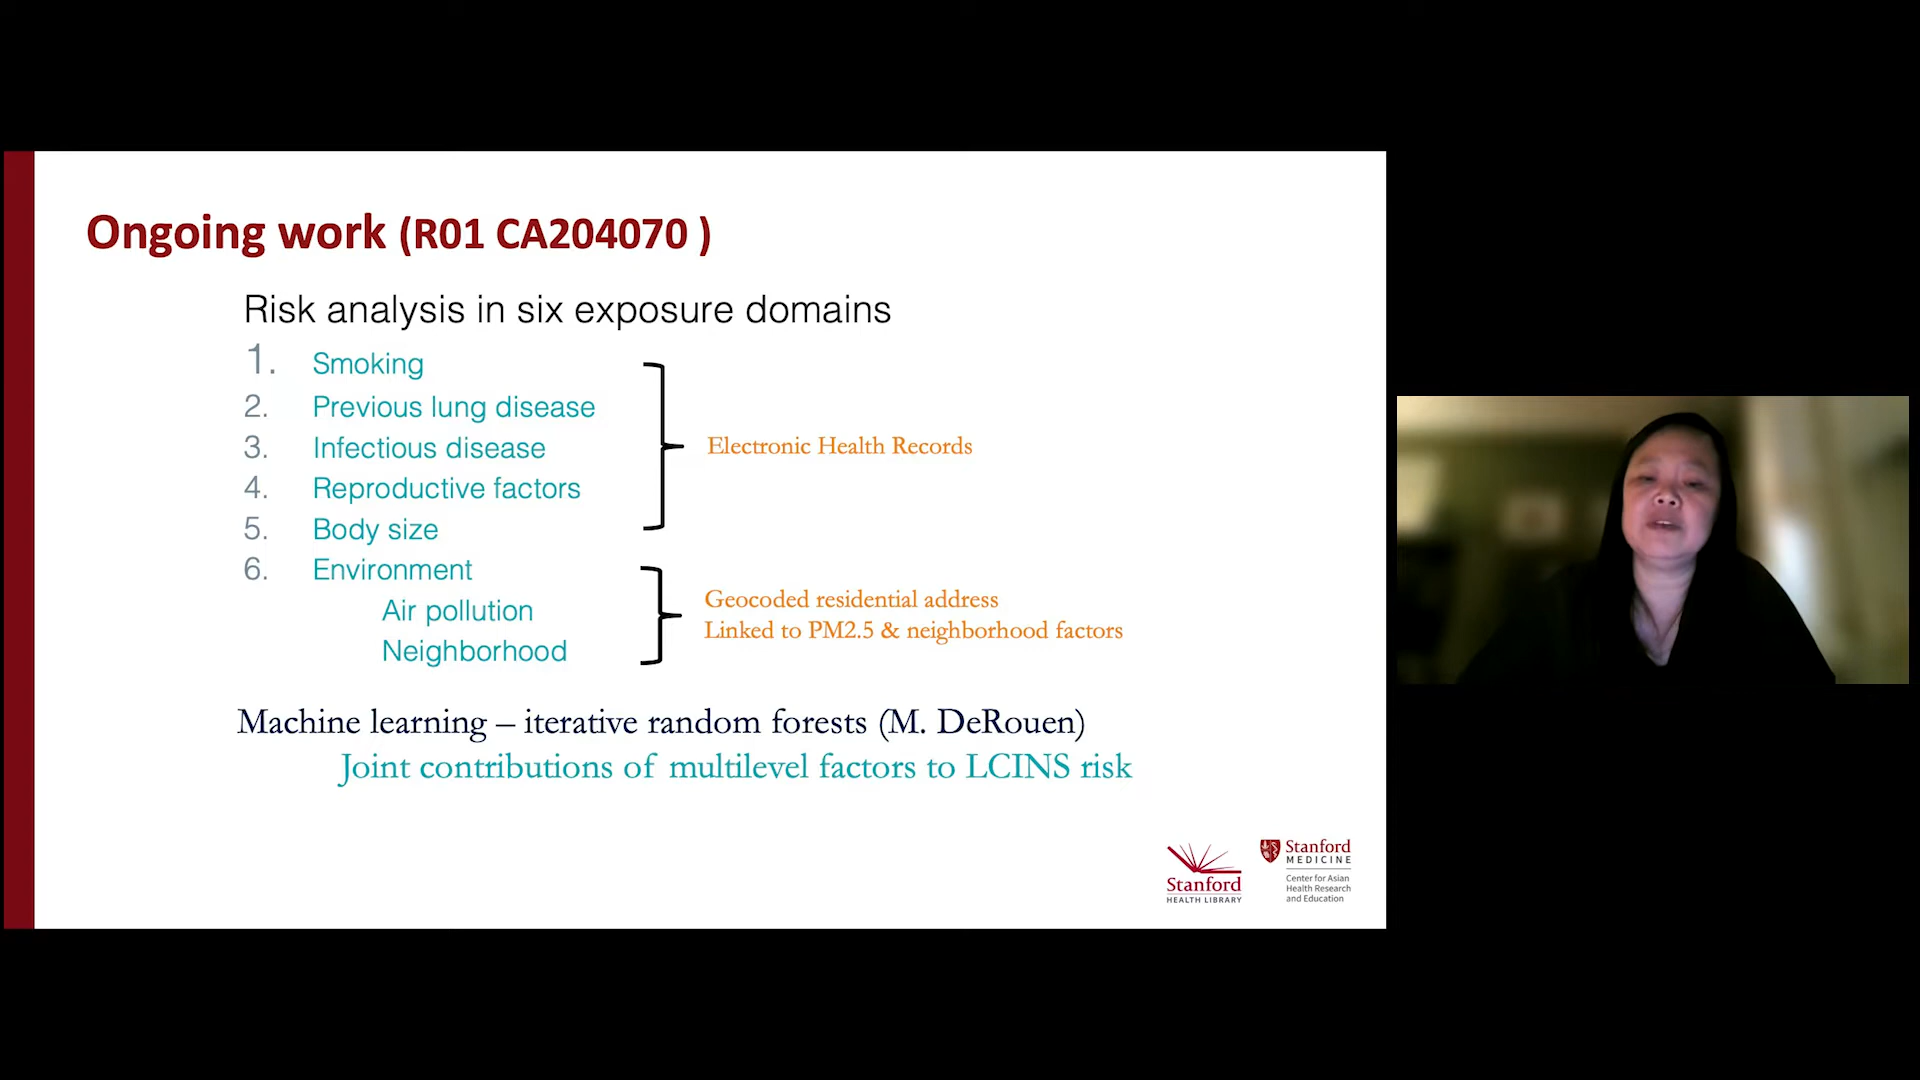 Ongoing work (R01 CA204070 )
Risk analysis in six exposure domains
1. Smoking
2. Previous lung disease
3. Infectious disease
4. Reproductive factors
5. Body size
Electronic Health Records
6. Environment
Air pollution
Neighborhood
Geocoded residential address
Linked to PM2.5 & neighborhood factors
Machine learning – iterative random forests (M. DeRouen)
Joint contributions of multilevel factors to LCINS risk
Stanford
HEALTH LIBRARY
Stanford
MEDICINE
Center for Asian
Health Research
and Education